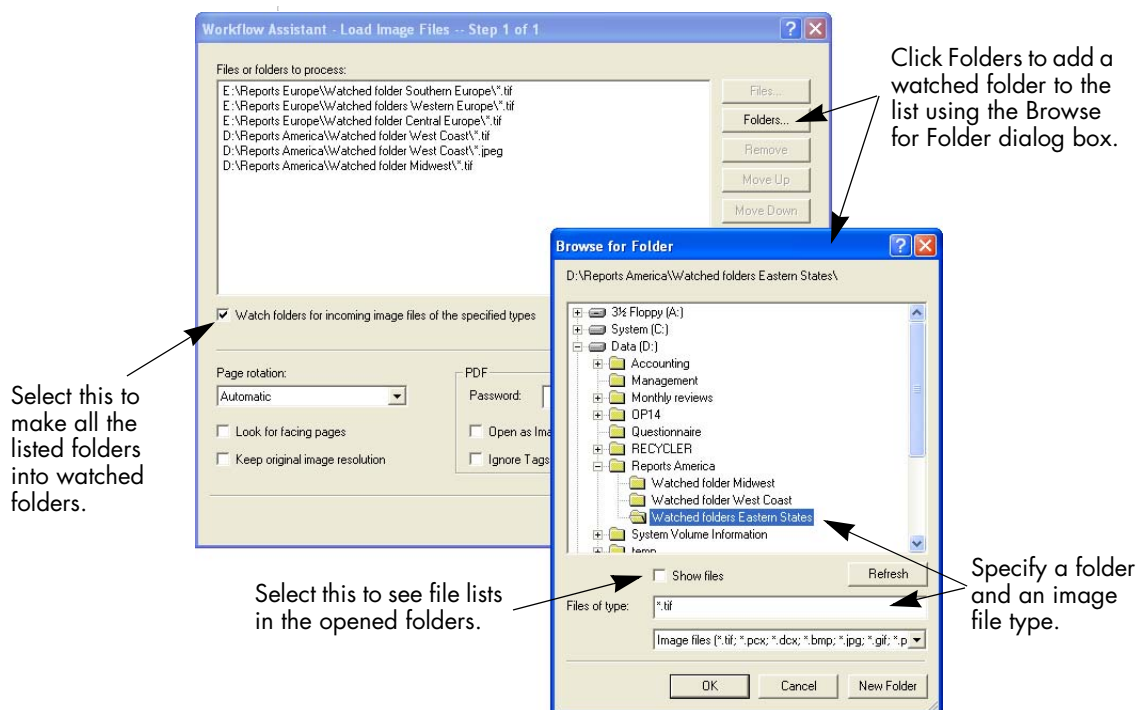 Workflow Assistant - Load Image Files -- Step 1 of 1
Files or folders to process:
E:\Reports Europe\Watched folder Southern Europe\*.tif
E:\Reports Europe\Watched folders Western Europe\*.tif
E:\Reports Europe\Watched folder Central Europe\*.tif
D:\Reports America\Watched folder West Coast\*.tif
D:\Reports America\Watched folder West Coast\*.jpeg
D:\Reports America\Watched folder Midwest\*.tif
Files...
Folders...
Remove
Move Up
Move Down
Click Folders to add a
watched folder to the
list using the Browse
for Folder dialog box.
Watch folders for incoming image files of the specified types
Page rotation:
Automatic
Look for facing pages
Keep original image resolution
PDF
Password:
Open as Ima
Ignore Tags
Select this to
make all the
listed folders
into watched
folders.
Browse for Folder
D:\Reports America\Watched folders Eastern States\
3½ Floppy (A:)
System (C:)
Data (D:)
Accounting
Management
Monthly reviews
OP14
Questionnaire
RECYCLER
Reports America
Watched folder Midwest
Watched folder West Coast
Watched folders Eastern States
System Volume Information
temp
Show files
Refresh
Files of type:
*.tif
Image files (*.tif; *.pcx; *.dcx; *.bmp; *.jpg; *.gif; *.p
OK
Cancel
New Folder
Select this to see file lists
in the opened folders.
Specify a folder
and an image
file type.